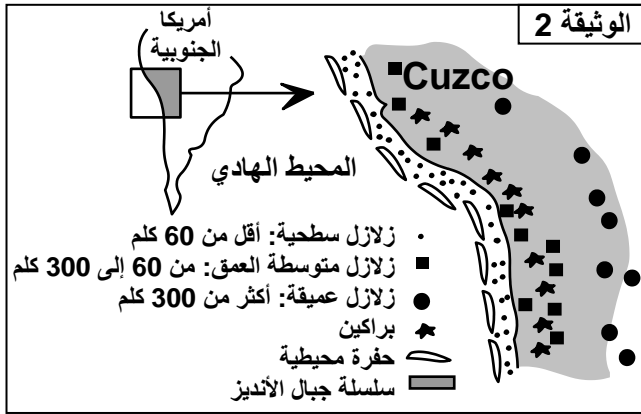 الوثيقة 2
أمريكا
الجنوبية
Cuzco
المحيط الهادي
زلازل سطحية: أقل من 60 كلم
زلازل متوسطة العمق: من 60 إلى 300 كلم
زلازل عميقة: أكثر من 300 كلم
براكين
حفرة محيطية
سلسلة جبال الأنديز